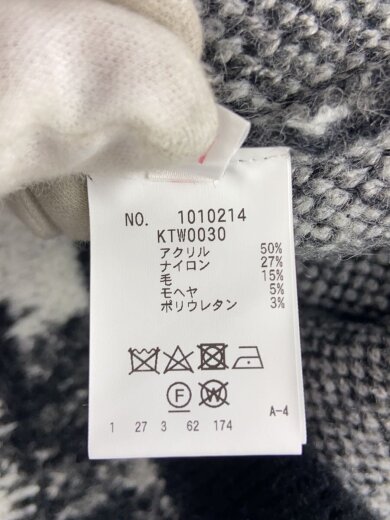 NO. 1010214
KTW0030
アクリル 50%
ナイロン 27%
毛 15%
モヘヤ 5%
ポリウレタン 3%
F W
A-4
1 27 3 62 174